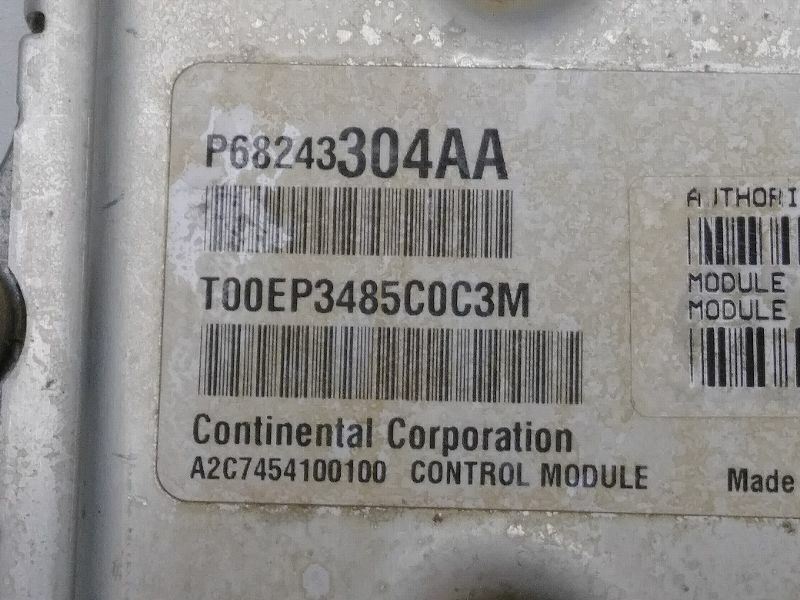 P68243304AA
T00EP3485C0C3M
Continental Corporation
A2C7454100100 CONTROL MODULE
Made
MODULE
MODULE